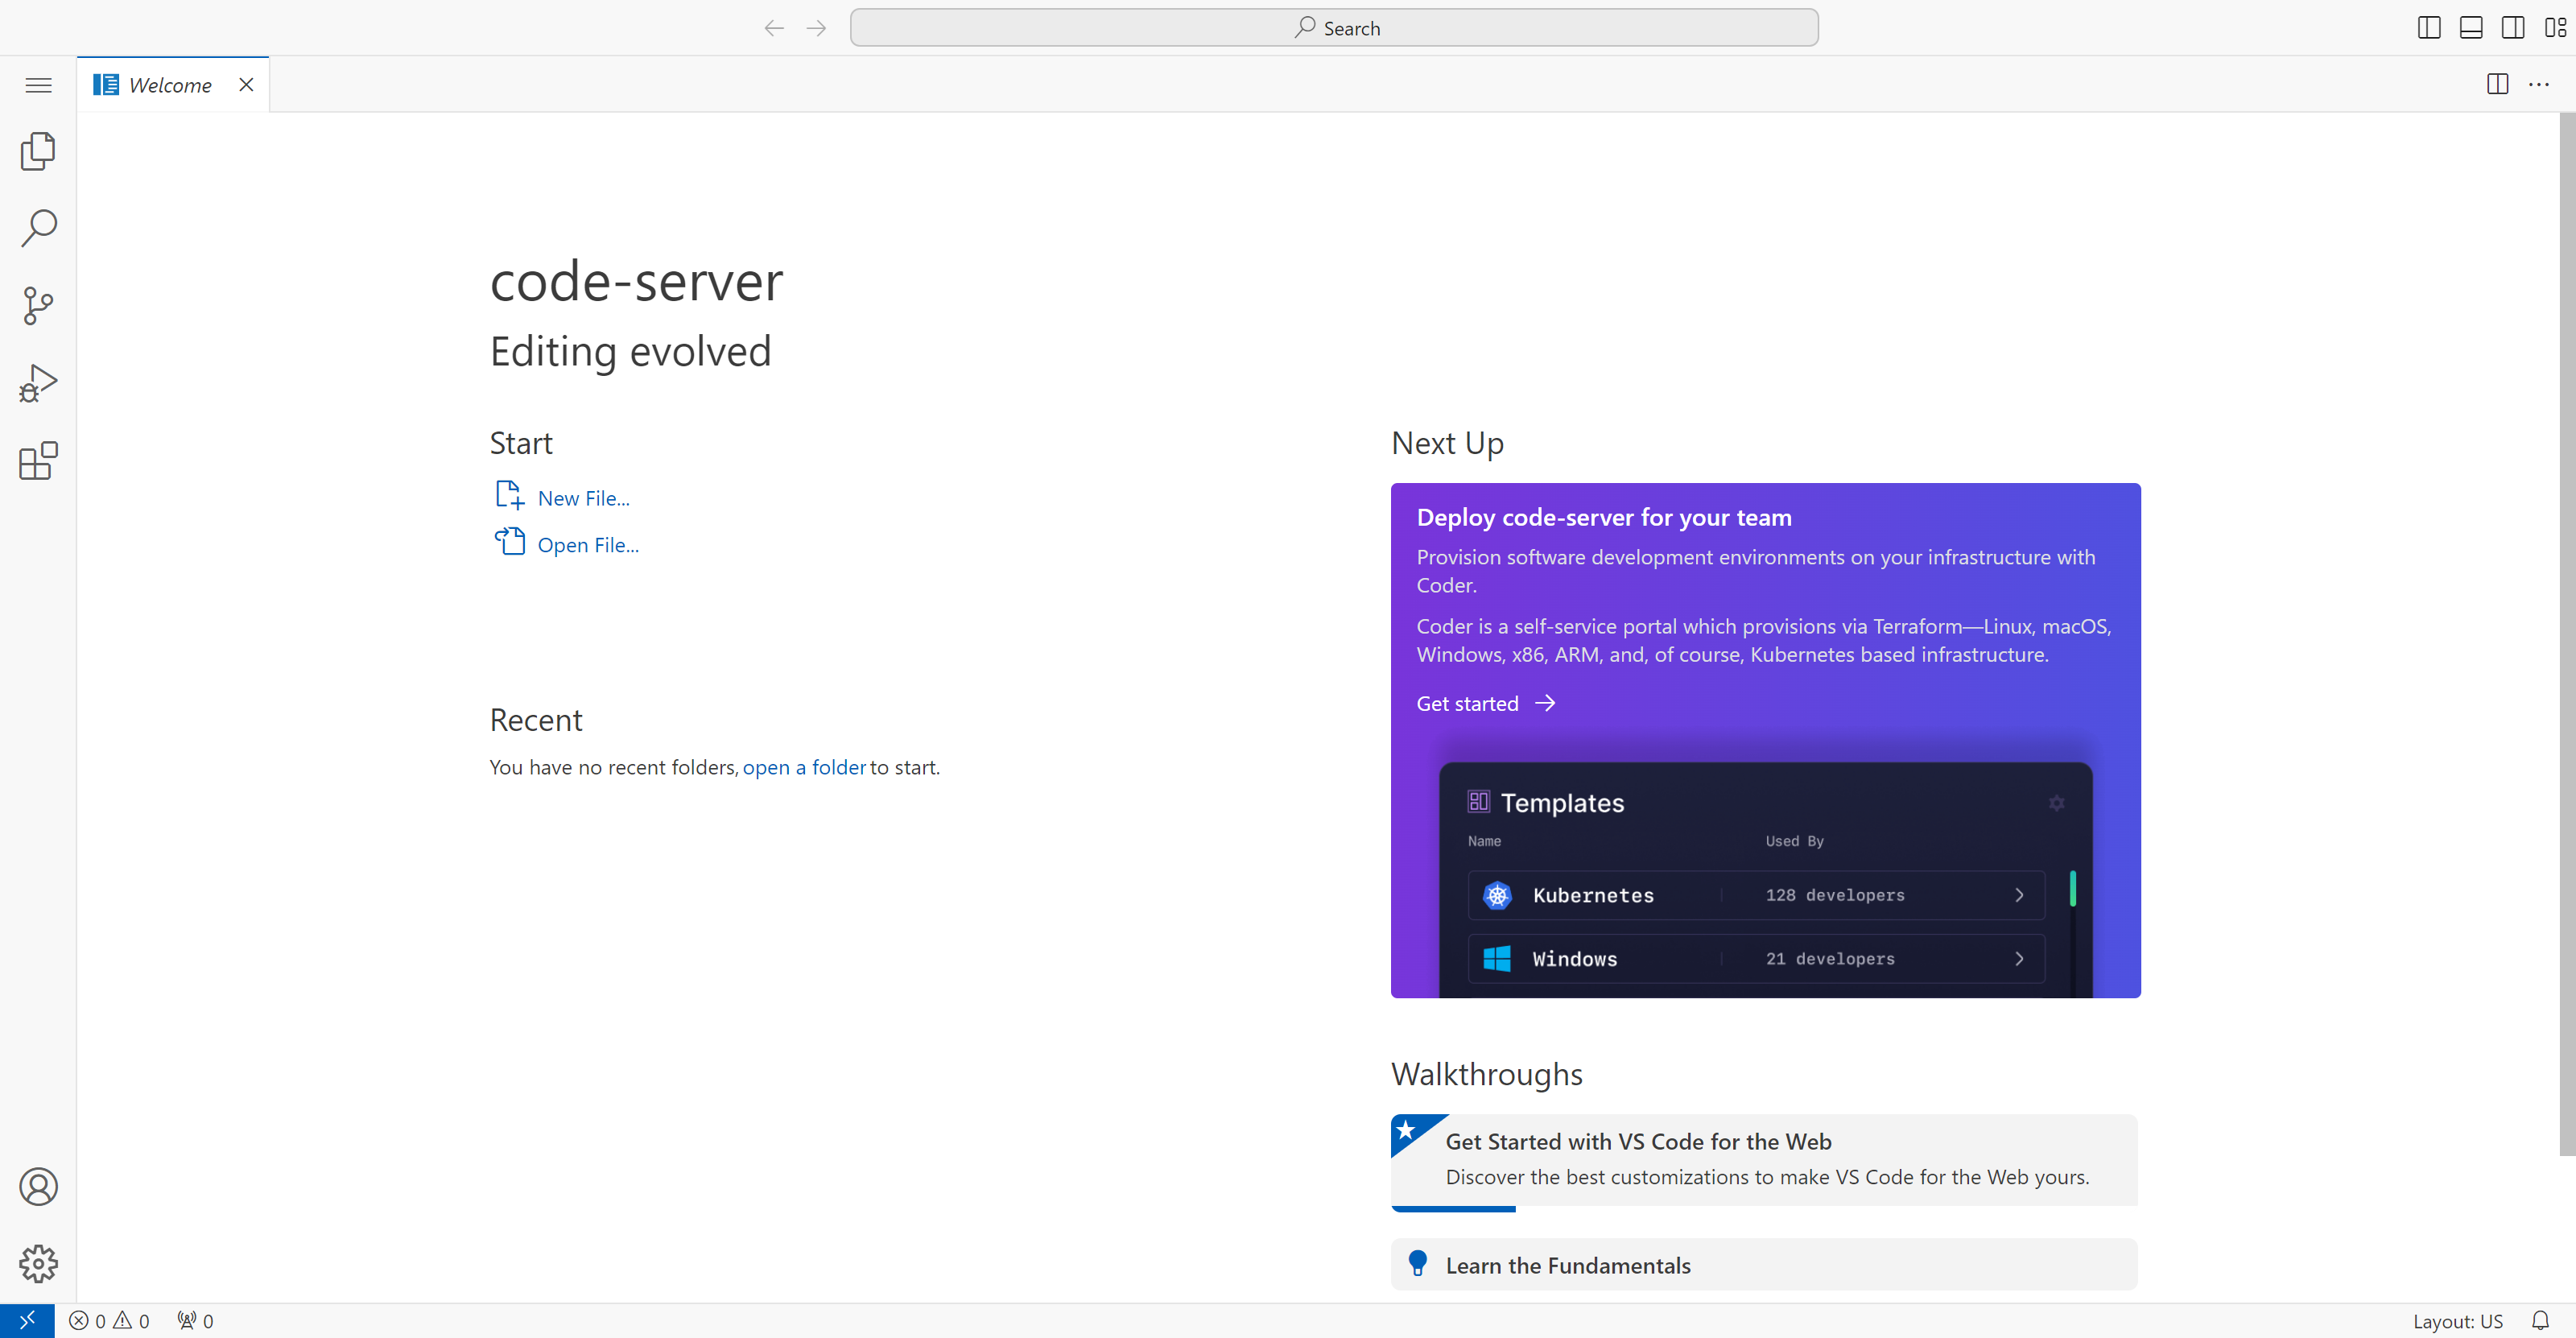 Search
Welcome
code-server
Editing evolved
Start
New File...
Open File...
Recent
You have no recent folders, open a folder to start.
Next Up
Deploy code-server for your team
Provision software development environments on your infrastructure with
Coder.
Coder is a self-service portal which provisions via Terraform—Linux, macOS,
Windows, x86, ARM, and, of course, Kubernetes based infrastructure.
Get started
Templates
Name Used By
Kubernetes 128 developers
Windows 21 developers
Walkthroughs
Get Started with VS Code for the Web
Discover the best customizations to make VS Code for the Web yours.
Learn the Fundamentals
0 0 0 Layout: US